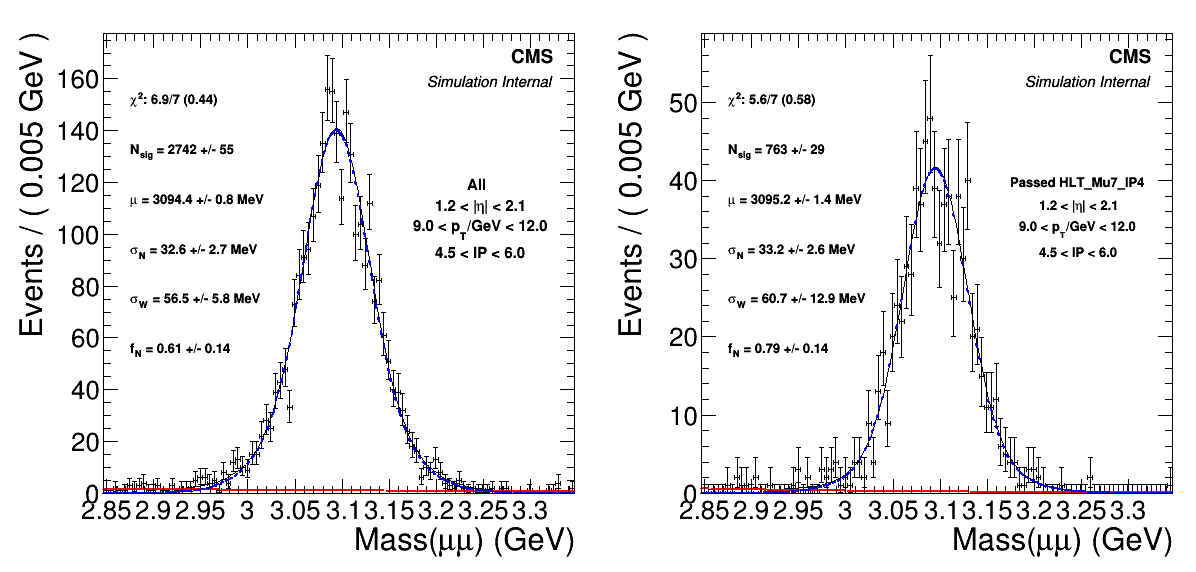 CMS
Simulation Internal
χ²: 6.9/7 (0.44)
N_sig = 2742 +/- 55
μ = 3094.4 +/- 0.8 MeV
σ_N = 32.6 +/- 2.7 MeV
σ_W = 56.5 +/- 5.8 MeV
f_N = 0.61 +/- 0.14
All
1.2 < |η| < 2.1
9.0 < p_T/GeV < 12.0
4.5 < IP < 6.0
Events / ( 0.005 GeV )
160
140
120
100
80
60
40
20
0
2.85 2.9 2.95 3 3.05 3.1 3.15 3.2 3.25 3.3
Mass(μμ) (GeV)
CMS
Simulation Internal
χ²: 5.6/7 (0.58)
N_sig = 763 +/- 29
μ = 3095.2 +/- 1.4 MeV
σ_N = 33.2 +/- 2.6 MeV
σ_W = 60.7 +/- 12.9 MeV
f_N = 0.79 +/- 0.14
Passed HLT_Mu7_IP4
1.2 < |η| < 2.1
9.0 < p_T/GeV < 12.0
4.5 < IP < 6.0
Events / ( 0.005 GeV )
50
40
30
20
10
0
2.85 2.9 2.95 3 3.05 3.1 3.15 3.2 3.25 3.3
Mass(μμ) (GeV)